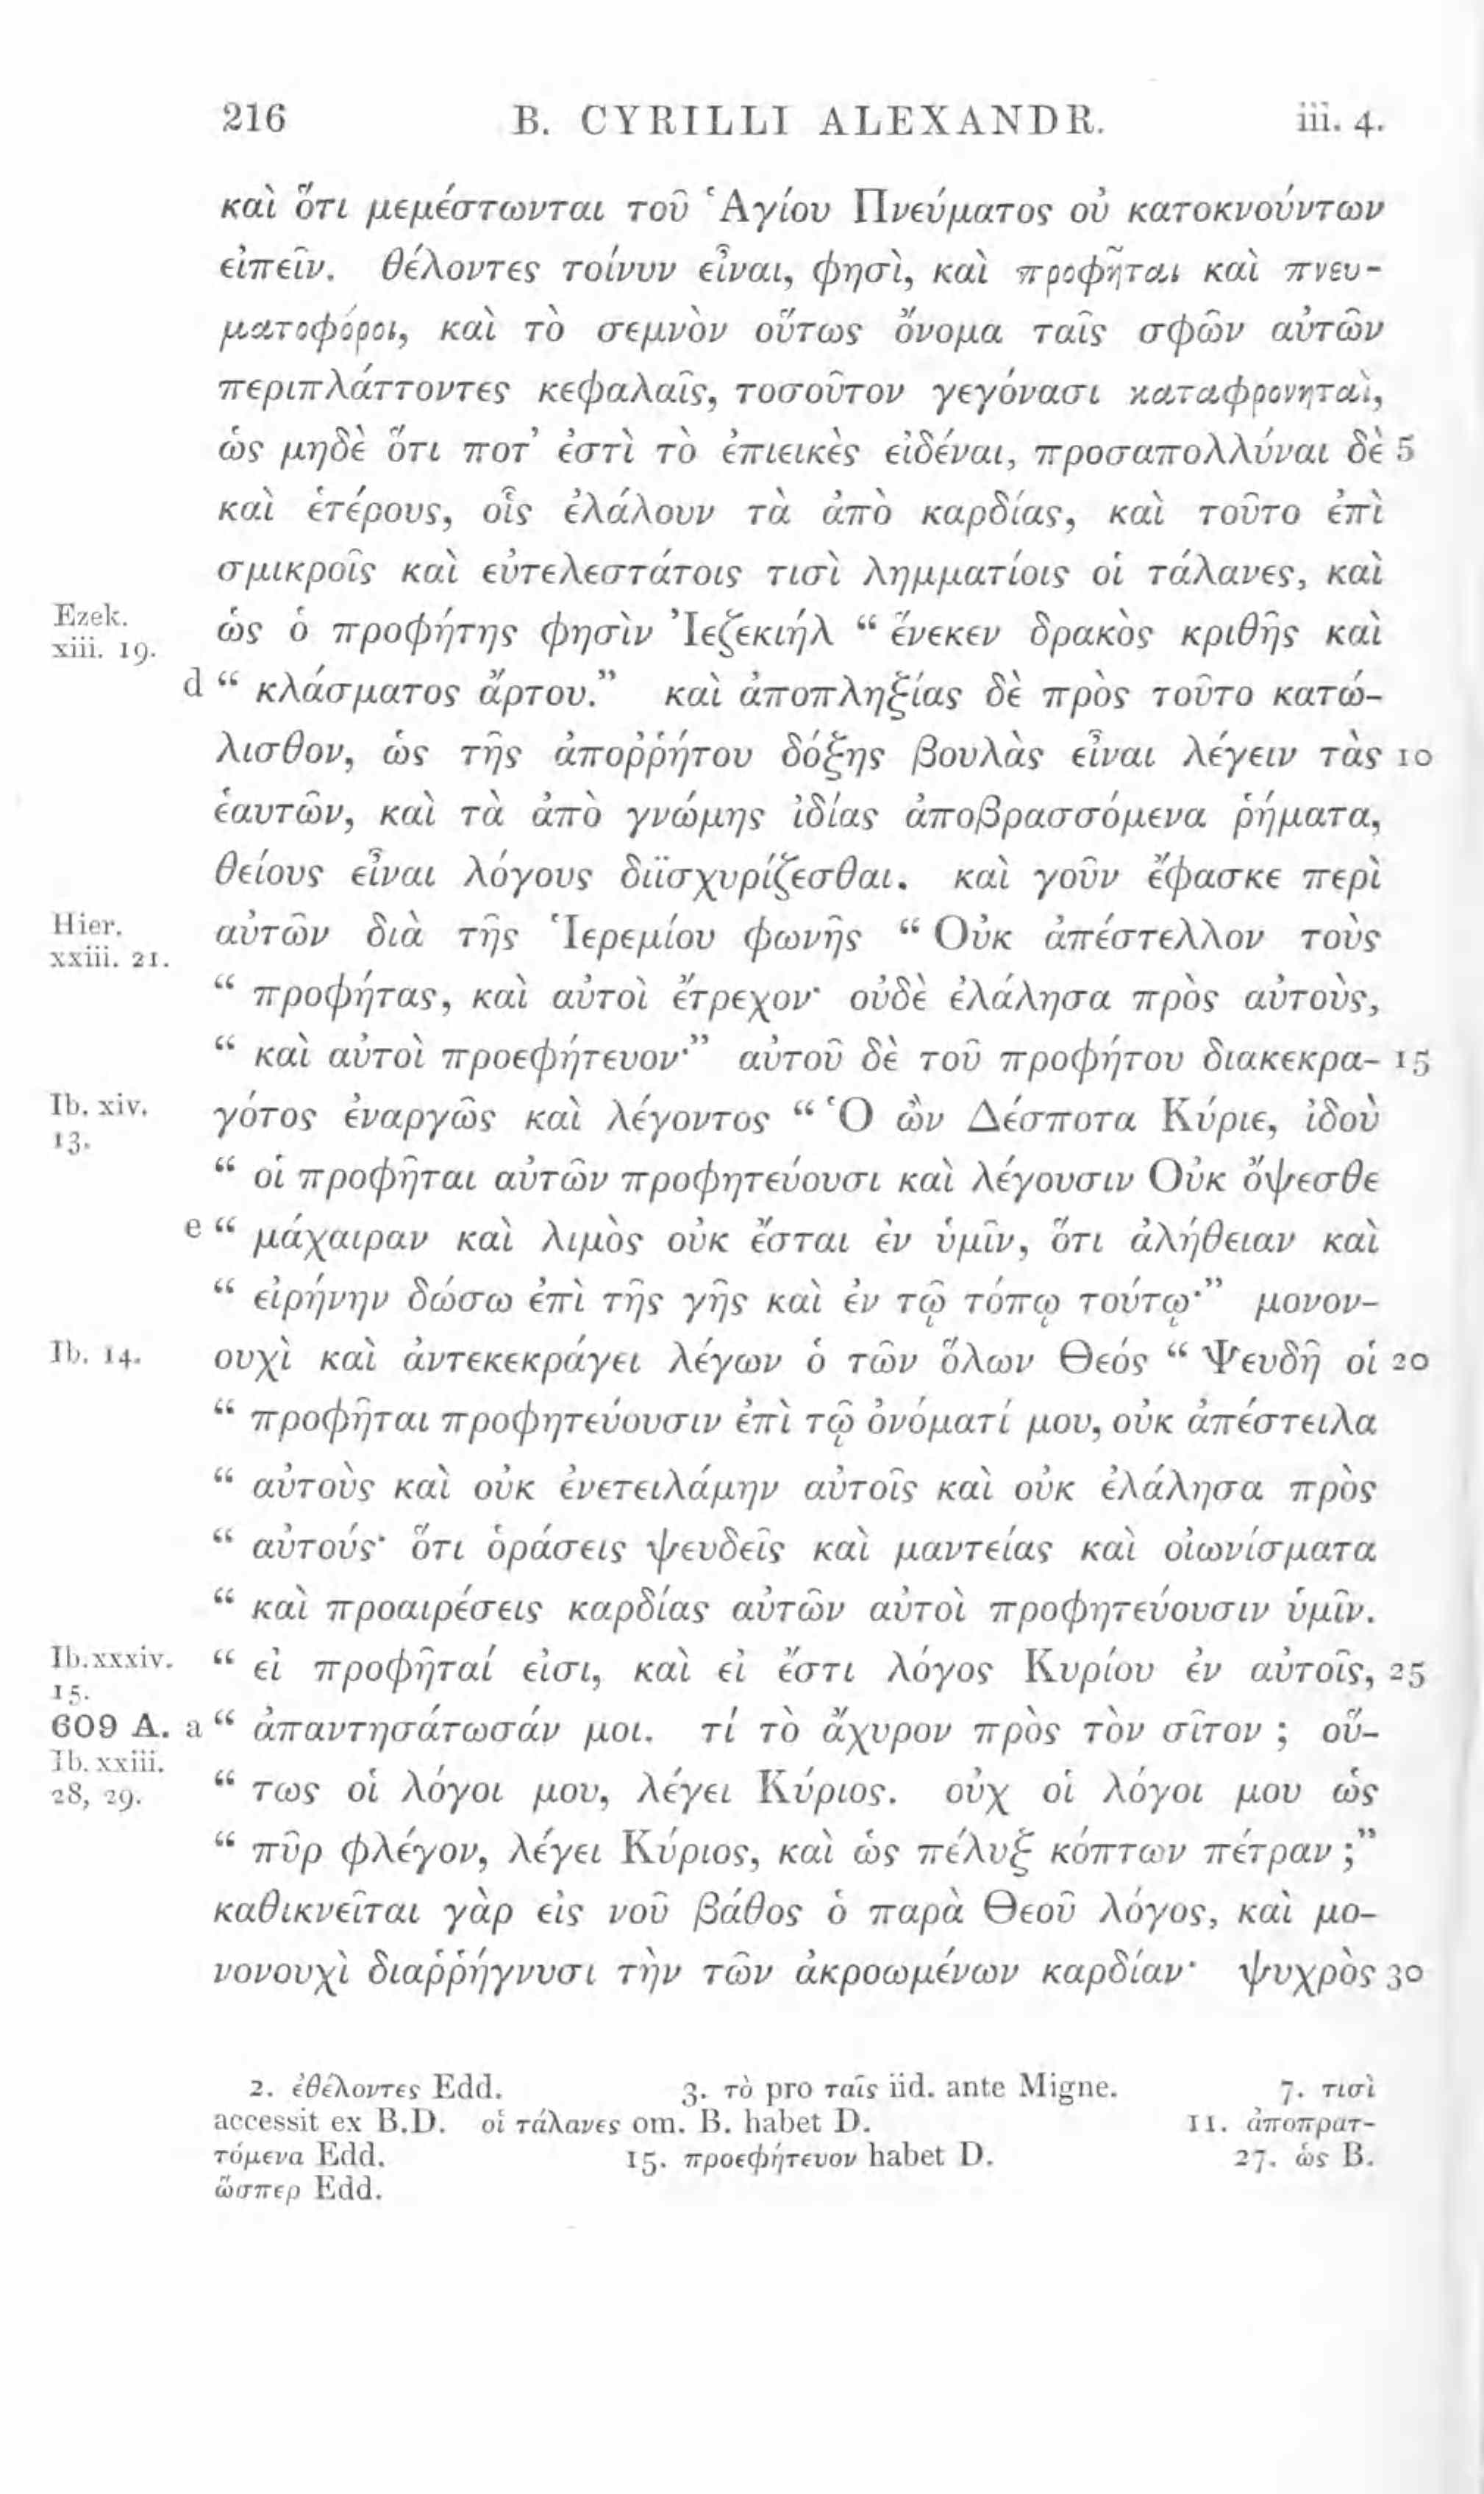 216 B. CYRILLI ALEXANDR. iii. 4.
καὶ ὅτι μεμέστωνται τοῦ Ἁγίου Πνεύματος οὐ κατοκνούντων
εἰπεῖν. θέλοντες τοίνυν εἶναι, φησὶ, καὶ προφῆται καὶ πνευ-
ματοφόροι, καὶ τὸ σεμνὸν οὕτως ὄνομα ταῖς σφῶν αὐτῶν
περιπλάττοντες κεφαλαῖς, τοσοῦτον γεγόνασι καταφρονηταὶ,
ὡς μηδὲ ὅτι ποτ’ ἐστὶ τὸ ἐπιεικὲς εἰδέναι, προσαπολλύναι δὲ 5
καὶ ἑτέρους, οἷς ἐλάλουν τὰ ἀπὸ καρδίας, καὶ τοῦτο ἐπὶ
σμικροῖς καὶ εὐτελεστάτοις τισὶ λημματίοις οἱ τάλανες, καὶ
Ezek. xiii. 19. ὡς ὁ προφήτης φησὶν Ἰεζεκιήλ “ ἕνεκεν δρακὸς κριθῆς καὶ
d “ κλάσματος ἄρτου.” καὶ ἀποπληξίας δὲ πρὸς τοῦτο κατώ-
λισθον, ὡς τῆς ἀποῤῥήτου δόξης βουλὰς εἶναι λέγειν τὰς 10
ἑαυτῶν, καὶ τὰ ἀπὸ γνώμης ἰδίας ἀποβρασσόμενα ῥήματα,
θείους εἶναι λόγους διϊσχυρίζεσθαι. καὶ γοῦν ἔφασκε περὶ
Hier. xxiii. 21. αὐτῶν διὰ τῆς Ἱερεμίου φωνῆς “ Οὐκ ἀπέστελλον τοὺς
“ προφήτας, καὶ αὐτοὶ ἔτρεχον· οὐδὲ ἐλάλησα πρὸς αὐτοὺς,
“ καὶ αὐτοὶ προεφήτευον·” αὐτοῦ δὲ τοῦ προφήτου διακεκρα- 15
Ib. xiv. 13. γότος ἐναργῶς καὶ λέγοντος “ Ὁ ὢν Δέσποτα Κύριε, ἰδοὺ
“ οἱ προφῆται αὐτῶν προφητεύουσι καὶ λέγουσιν Οὐκ ὄψεσθε
e “ μάχαιραν καὶ λιμὸς οὐκ ἔσται ἐν ὑμῖν, ὅτι ἀλήθειαν καὶ
“ εἰρήνην δώσω ἐπὶ τῆς γῆς καὶ ἐν τῷ τόπῳ τούτῳ·” μονον-
Ib. 14. ουχὶ καὶ ἀντεκεκράγει λέγων ὁ τῶν ὅλων Θεός “ Ψευδῆ οἱ 20
“ προφῆται προφητεύουσιν ἐπὶ τῷ ὀνόματί μου, οὐκ ἀπέστειλα
“ αὐτοὺς καὶ οὐκ ἐνετειλάμην αὐτοῖς καὶ οὐκ ἐλάλησα πρὸς
“ αὐτούς· ὅτι ὁράσεις ψευδεῖς καὶ μαντείας καὶ οἰωνίσματα
“ καὶ προαιρέσεις καρδίας αὐτῶν αὐτοὶ προφητεύουσιν ὑμῖν.
Ib. xxxiv. 15. “ εἰ προφῆταί εἰσι, καὶ εἰ ἔστι λόγος Κυρίου ἐν αὐτοῖς, 25
609 A. a “ ἀπαντησάτωσάν μοι. τί τὸ ἄχυρον πρὸς τὸν σῖτον ; οὕ-
Ib. xxiii. 28, 29. “ τως οἱ λόγοι μου, λέγει Κύριος. οὐχ οἱ λόγοι μου ὡς
“ πῦρ φλέγον, λέγει Κύριος, καὶ ὡς πέλυξ κόπτων πέτραν ;”
καθικνεῖται γὰρ εἰς νοῦ βάθος ὁ παρὰ Θεοῦ λόγος, καὶ μο-
νονουχὶ διαῤῥήγνυσι τὴν τῶν ἀκροωμένων καρδίαν· ψυχρὸς 30
2. ἐθέλοντες Edd. 3. τὸ pro ταῖς iid. ante Migne. 7. τισὶ
accessit ex B.D. οἱ τάλανες om. B. habet D. 11. ἀποπρατ-
τόμενα Edd. 15. προεφήτευον habet D. 27. ὡς B.
ὥσπερ Edd.